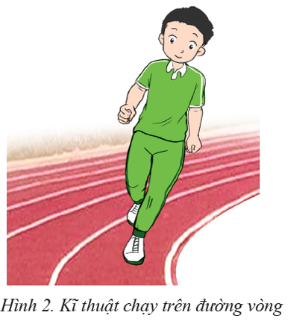 Hình 2. Kĩ thuật chạy trên đường vòng